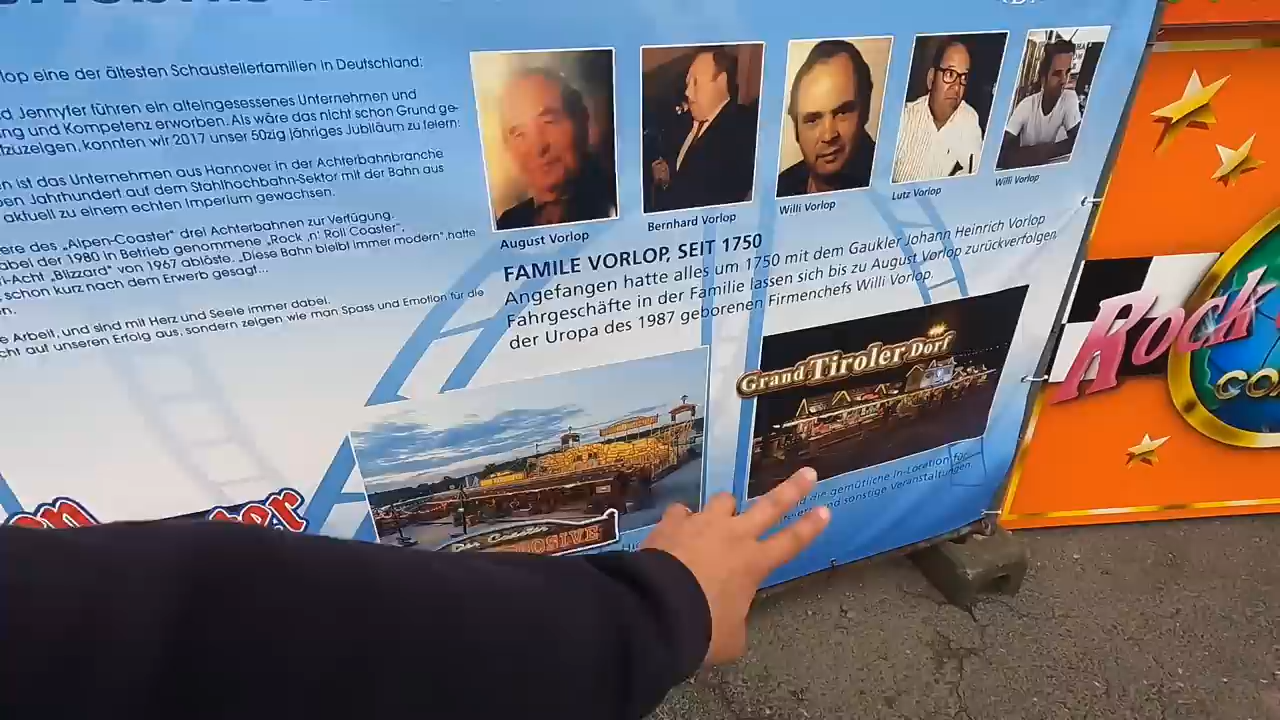 lop eine der ältesten Schaustellerfamilien in Deutschland:
d Jennyfer führen ein alteingesessenes Unternehmen und
ng und Kompetenz erworben. Als wäre das nicht schon Grund ge-
fzuzeigen, konnten wir 2017 unser 50zig jähriges Jubiläum zu feiern:
n ist das Unternehmen aus Hannover in der Achterbahnbranche
ben Jahrhundert auf dem Stahlhochbahn-Sektor mit der Bahn aus
aktuell zu einem echten Imperium gewachsen.
ere des „Alpen-Coaster" drei Achterbahnen zur Verfügung.
abel der 1980 in Betrieb genommene „Rock 'n' Roll Coaster",
-Acht „Blizzard" von 1967 ablöste. „Diese Bahn bleibt immer modern", hatte
schon kurz nach dem Erwerb gesagt...
n.
e Arbeit, und sind mit Herz und Seele immer dabei.
cht auf unseren Erfolg aus, sondern zeigen wie man Spass und Emotion für die
August Vorlop
Bernhard Vorlop
Willi Vorlop
Lutz Vorlop
Willi Vorlop
FAMILE VORLOP, SEIT 1750
Angefangen hatte alles um 1750 mit dem Gaukler Johann Heinrich Vorlop
Fahrgeschäfte in der Familie lassen sich bis zu August Vorlop zurückverfolgen,
der Uropa des 1987 geborenen Firmenchefs Willi Vorlop.
Grand Tiroler Dorf
die gemütliche In-Location für
und sonstige Veranstaltungen.
Rock
CO